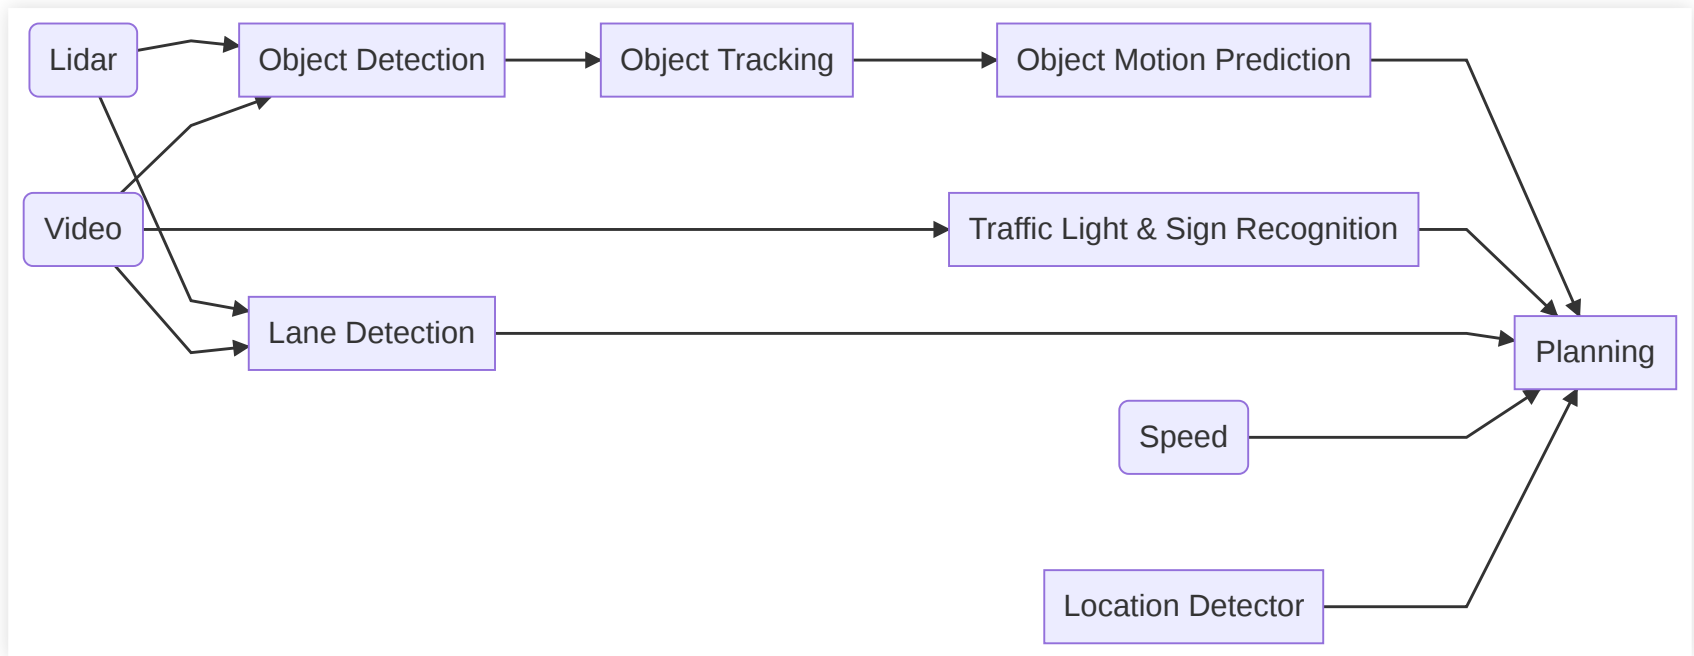 Lidar
Object Detection
Object Tracking
Object Motion Prediction
Video
Traffic Light & Sign Recognition
Lane Detection
Planning
Speed
Location Detector